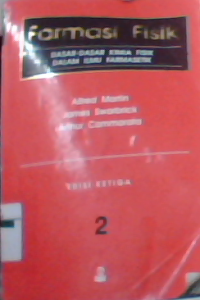 Farmasi Fisik
DASAR-DASAR KIMIA FISIK
DALAM ILMU FARMASETIK
Alfred Martin
James Swarbrick
Arthur Cammarata
EDISI KETIGA
2